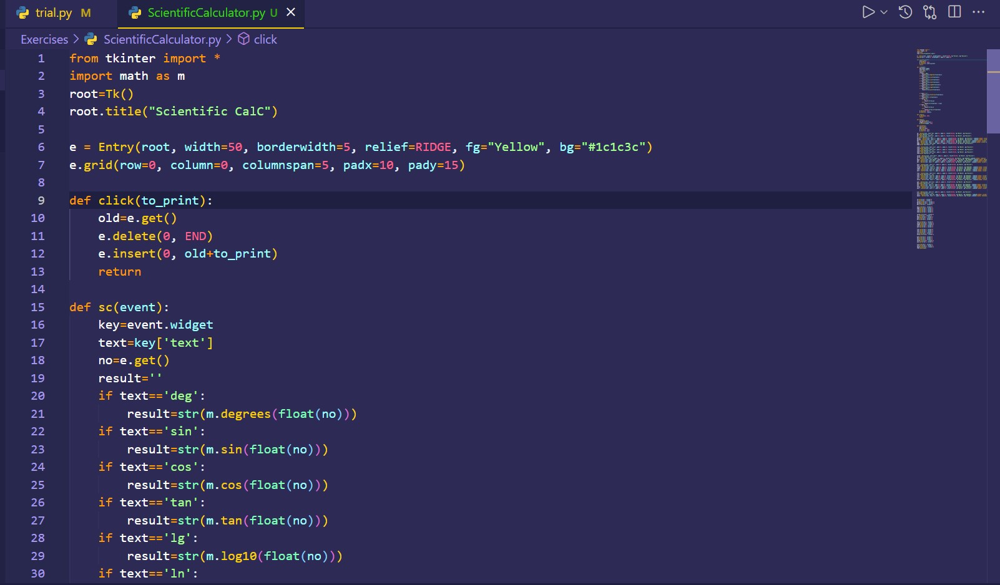 trial.py M ScientificCalculator.py U
Exercises > ScientificCalculator.py > click
1 from tkinter import *
2 import math as m
3 root=Tk()
4 root.title("Scientific CalC")
5
6 e = Entry(root, width=50, borderwidth=5, relief=RIDGE, fg="Yellow", bg="#1c1c3c")
7 e.grid(row=0, column=0, columnspan=5, padx=10, pady=15)
8
9 def click(to_print):
10     old=e.get()
11     e.delete(0, END)
12     e.insert(0, old+to_print)
13     return
14
15 def sc(event):
16     key=event.widget
17     text=key['text']
18     no=e.get()
19     result=''
20     if text=='deg':
21         result=str(m.degrees(float(no)))
22     if text=='sin':
23         result=str(m.sin(float(no)))
24     if text=='cos':
25         result=str(m.cos(float(no)))
26     if text=='tan':
27         result=str(m.tan(float(no)))
28     if text=='lg':
29         result=str(m.log10(float(no)))
30     if text=='ln':